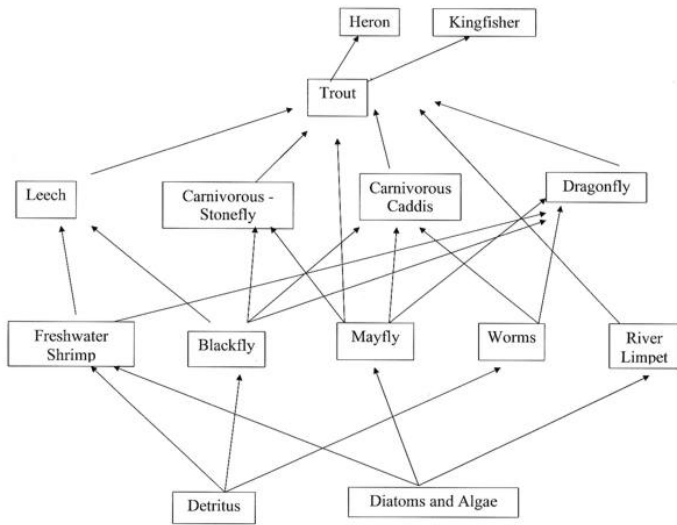 Heron
Kingfisher
Trout
Leech
Carnivorous -
Stonefly
Carnivorous
Caddis
Dragonfly
Freshwater
Shrimp
Blackfly
Mayfly
Worms
River
Limpet
Detritus
Diatoms and Algae